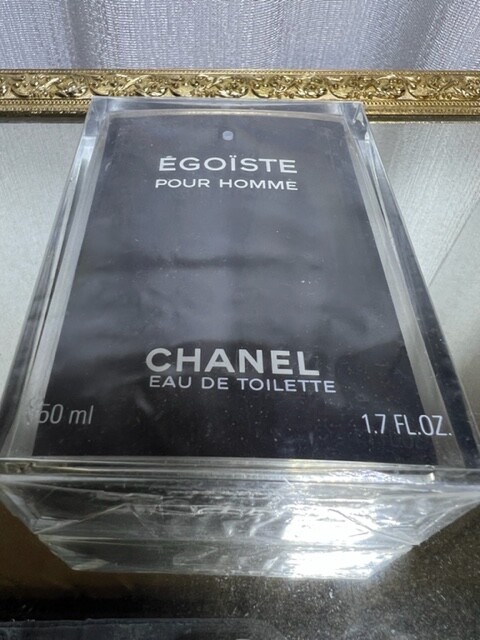 ÉGOÏSTE
POUR HOMME
CHANEL
EAU DE TOILETTE
50 ml
1.7 FL.OZ.